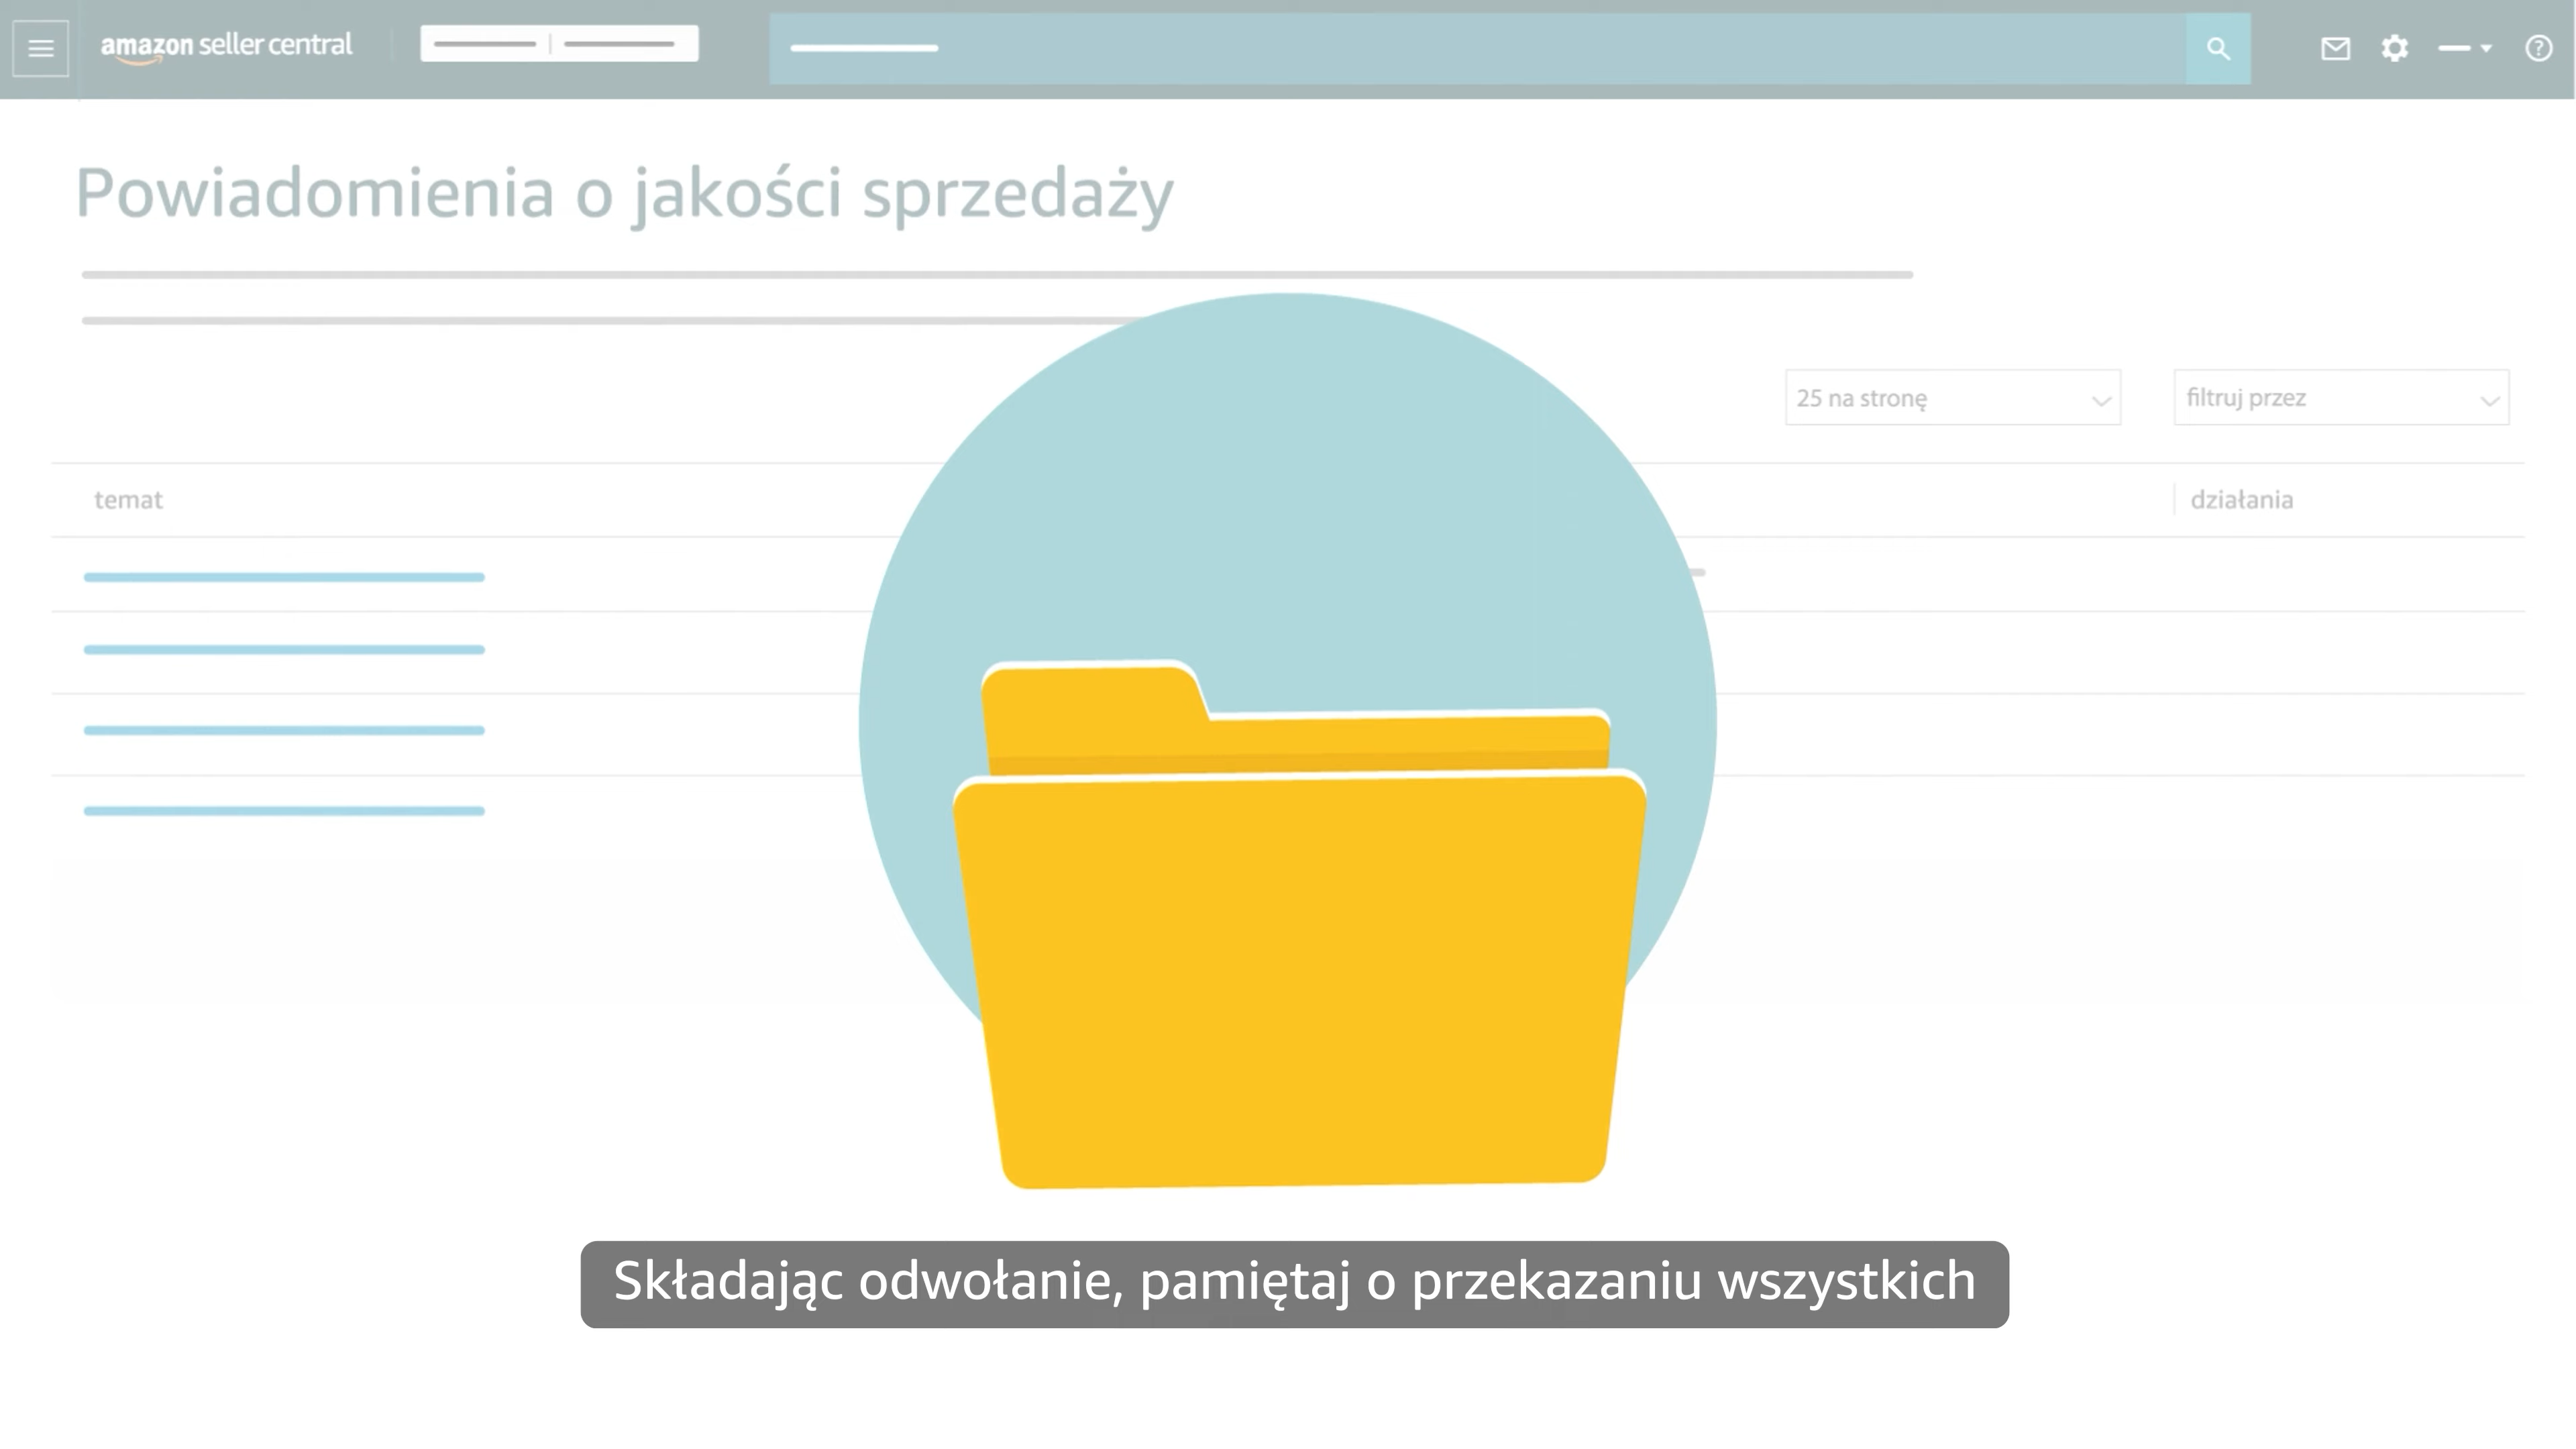 amazon seller central
Powiadomienia o jakości sprzedaży
25 na stronę
filtruj przez
temat
działania
Składając odwołanie, pamiętaj o przekazaniu wszystkich